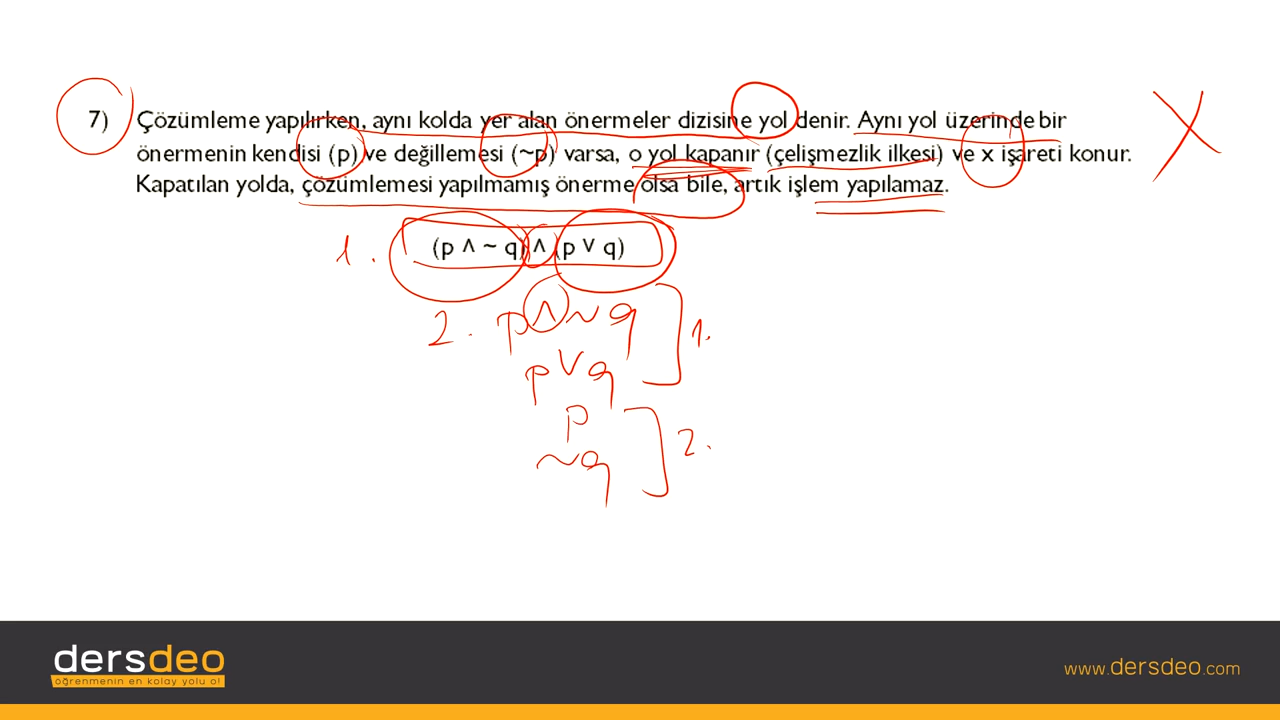 7) Çözümleme yapılırken, aynı kolda yer alan önermeler dizisine yol denir. Aynı yol üzerinde bir
önermenin kendisi (p) ve değillemesi (~p) varsa, o yol kapanır (çelişmezlik ilkesi) ve x işareti konur.
Kapatılan yolda, çözümlemesi yapılmamış önerme olsa bile, artık işlem yapılamaz.
1. (p ∧ ~ q) ∧ (p ∨ q)
2. p ∧ ~ q
1.
p ∨ q
p
2.
~q
X
dersdeo
öğrenmenin en kolay yolu o!
www.dersdeo.com